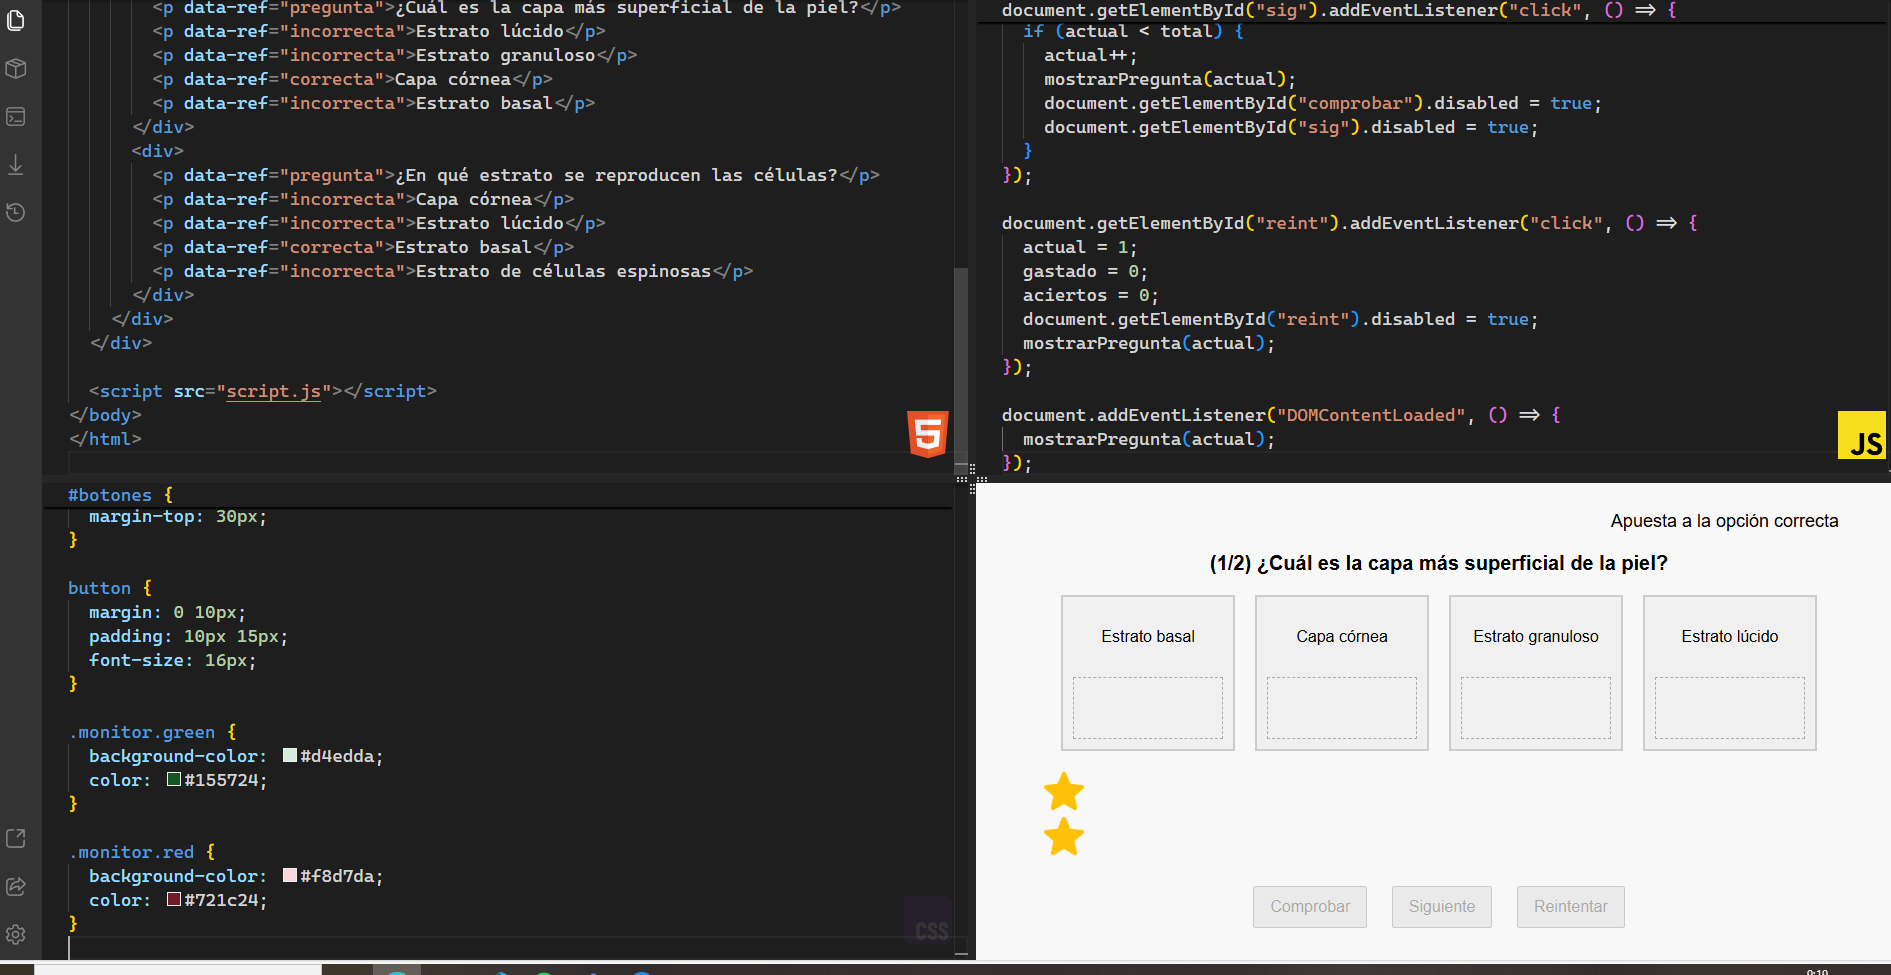 <p data-ref="pregunta">¿Cuál es la capa más superficial de la piel?</p>
<p data-ref="incorrecta">Estrato lúcido</p>
<p data-ref="incorrecta">Estrato granuloso</p>
<p data-ref="correcta">Capa córnea</p>
<p data-ref="incorrecta">Estrato basal</p>
</div>
<div>
<p data-ref="pregunta">¿En qué estrato se reproducen las células?</p>
<p data-ref="incorrecta">Capa córnea</p>
<p data-ref="incorrecta">Estrato lúcido</p>
<p data-ref="correcta">Estrato basal</p>
<p data-ref="incorrecta">Estrato de células espinosas</p>
</div>
</div>
</div>
<script src="script.js"></script>
</body>
</html>
5
document.getElementById("sig").addEventListener("click", () => {
if (actual < total) {
actual++;
mostrarPregunta(actual);
document.getElementById("comprobar").disabled = true;
document.getElementById("sig").disabled = true;
}
});
document.getElementById("reint").addEventListener("click", () => {
actual = 1;
gastado = 0;
aciertos = 0;
document.getElementById("reint").disabled = true;
mostrarPregunta(actual);
});
document.addEventListener("DOMContentLoaded", () => {
mostrarPregunta(actual);
});
JS
#botones {
margin-top: 30px;
}
button {
margin: 0 10px;
padding: 10px 15px;
font-size: 16px;
}
.monitor.green {
background-color: #d4edda;
color: #155724;
}
.monitor.red {
background-color: #f8d7da;
color: #721c24;
}
CSS
Apuesta a la opción correcta
(1/2) ¿Cuál es la capa más superficial de la piel?
Estrato basal
Capa córnea
Estrato granuloso
Estrato lúcido
Comprobar
Siguiente
Reintentar